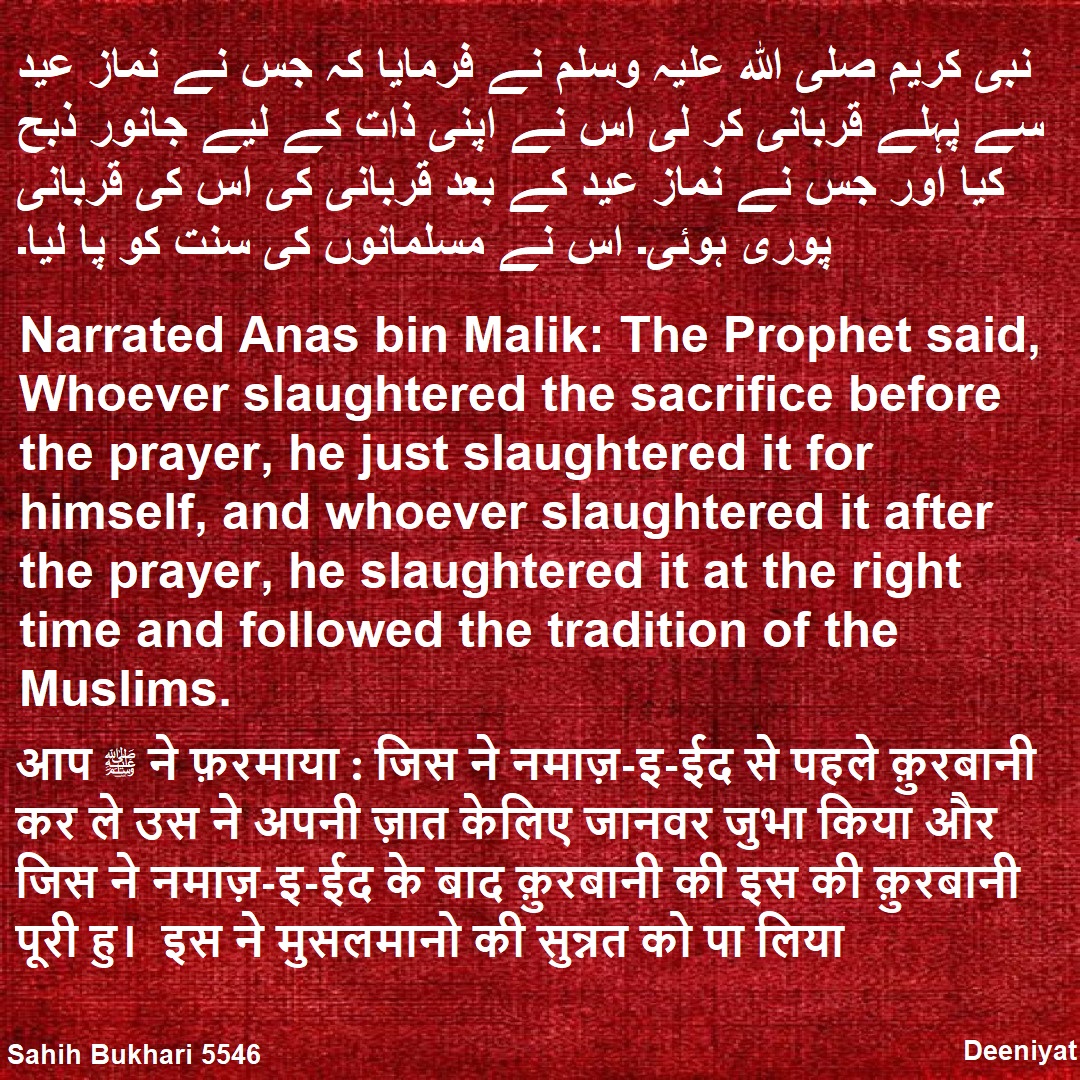 نبی کریم صلی اللہ علیہ وسلم نے فرمایا کہ جس نے نماز عید
سے پہلے قربانی کر لی اس نے اپنی ذات کے لیے جانور ذبح
کیا اور جس نے نماز عید کے بعد قربانی کی اس کی قربانی
پوری ہوئی۔ اس نے مسلمانوں کی سنت کو پا لیا۔
Narrated Anas bin Malik: The Prophet said,
Whoever slaughtered the sacrifice before
the prayer, he just slaughtered it for
himself, and whoever slaughtered it after
the prayer, he slaughtered it at the right
time and followed the tradition of the
Muslims.
आप ﷺ ने फ़रमाया : जिस ने नमाज़-इ-ईद से पहले क़ुरबानी
कर ले उस ने अपनी ज़ात केलिए जानवर जुभा किया और
जिस ने नमाज़-इ-ईद के बाद क़ुरबानी की इस की क़ुरबानी
पूरी हु। इस ने मुसलमानो की सुन्नत को पा लिया
Sahih Bukhari 5546
Deeniyat